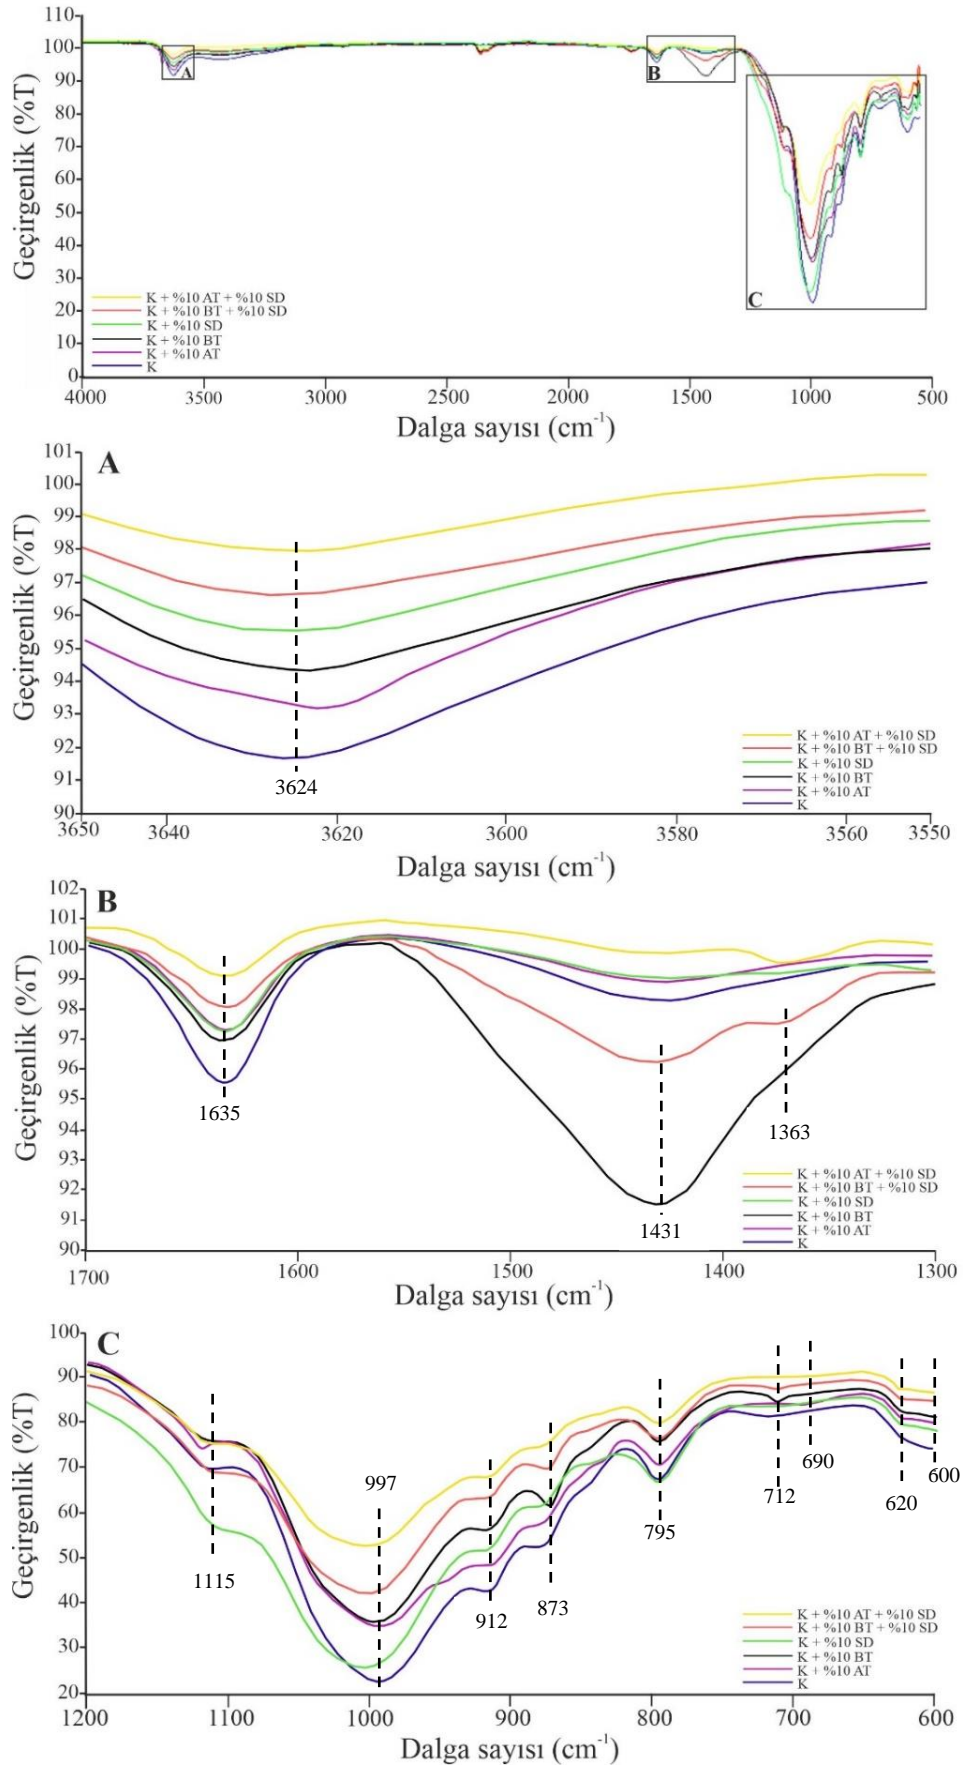 110
100
90
80
70
60
50
40
30
20
10
0
Geçirgenlik (%T)
A
B
C
K + %10 AT + %10 SD
K + %10 BT + %10 SD
K + %10 SD
K + %10 BT
K + %10 AT
K
4000 3500 3000 2500 2000 1500 1000 500
Dalga sayısı (cm-1)
A
101
100
99
98
97
96
95
94
93
92
91
90
Geçirgenlik (%T)
3624
K + %10 AT + %10 SD
K + %10 BT + %10 SD
K + %10 SD
K + %10 BT
K + %10 AT
K
3650 3640 3620 3600 3580 3560 3550
Dalga sayısı (cm-1)
B
102
101
100
99
98
97
96
95
94
93
92
91
90
Geçirgenlik (%T)
1635
1363
1431
K + %10 AT + %10 SD
K + %10 BT + %10 SD
K + %10 SD
K + %10 BT
K + %10 AT
K
1700 1600 1500 1400 1300
Dalga sayısı (cm-1)
C
100
90
80
70
60
50
40
30
20
Geçirgenlik (%T)
1115
997
912
873
795
712
690
620
600
K + %10 AT + %10 SD
K + %10 BT + %10 SD
K + %10 SD
K + %10 BT
K + %10 AT
K
1200 1100 1000 900 800 700 600
Dalga sayısı (cm-1)